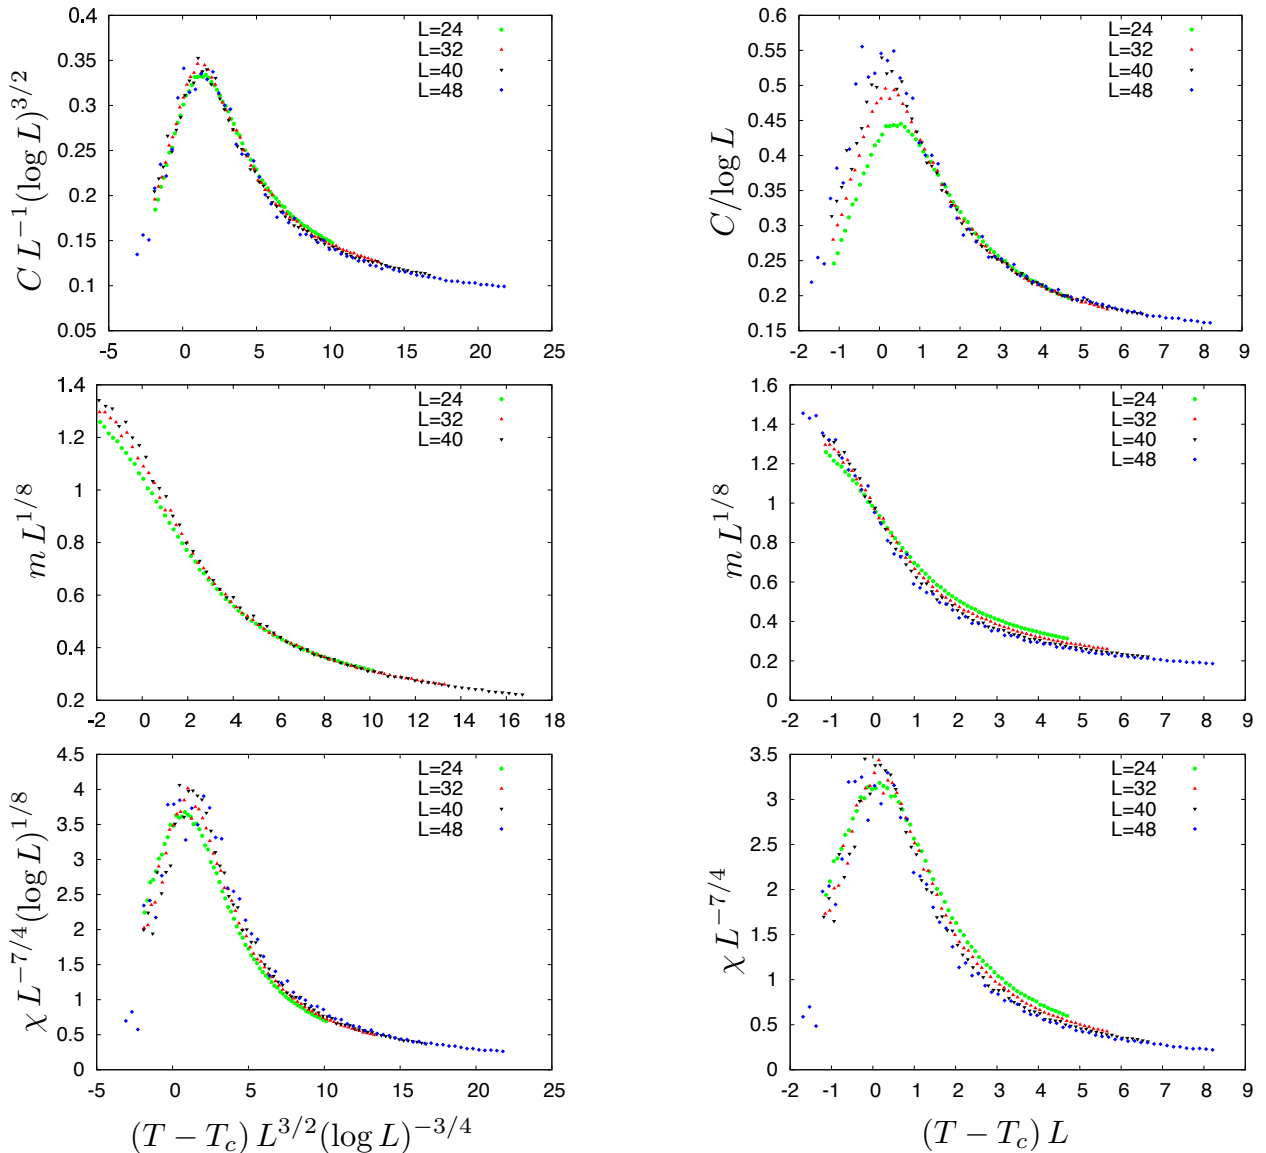 C L^{-1}(log L)^{3/2}
0.4
0.35
0.3
0.25
0.2
0.15
0.1
0.05
-5 0 5 10 15 20 25
L=24
L=32
L=40
L=48
C/log L
0.6
0.55
0.5
0.45
0.4
0.35
0.3
0.25
0.2
0.15
-2 -1 0 1 2 3 4 5 6 7 8 9
L=24
L=32
L=40
L=48
m L^{1/8}
1.4
1.2
1
0.8
0.6
0.4
0.2
-2 0 2 4 6 8 10 12 14 16 18
L=24
L=32
L=40
m L^{1/8}
1.6
1.4
1.2
1
0.8
0.6
0.4
0.2
0
-2 -1 0 1 2 3 4 5 6 7 8 9
L=24
L=32
L=40
L=48
χ L^{-7/4}(log L)^{1/8}
4.5
4
3.5
3
2.5
2
1.5
1
0.5
0
-5 0 5 10 15 20 25
L=24
L=32
L=40
L=48
(T − T_c) L^{3/2}(log L)^{-3/4}
χ L^{-7/4}
3.5
3
2.5
2
1.5
1
0.5
0
-2 -1 0 1 2 3 4 5 6 7 8 9
L=24
L=32
L=40
L=48
(T − T_c) L